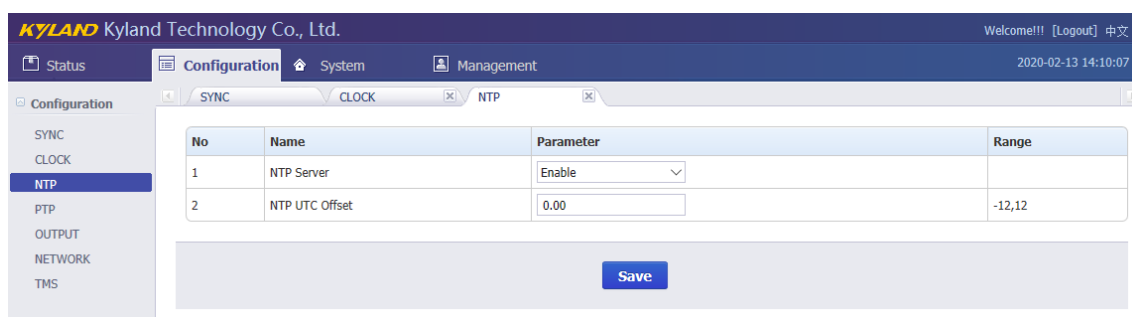 KYLAND Kyland Technology Co., Ltd. Welcome!!! [Logout] 中文
Status Configuration System Management 2020-02-13 14:10:07
Configuration SYNC CLOCK NTP
SYNC
CLOCK
NTP
PTP
OUTPUT
NETWORK
TMS
No Name Parameter Range
1 NTP Server Enable
2 NTP UTC Offset 0.00 -12,12
Save